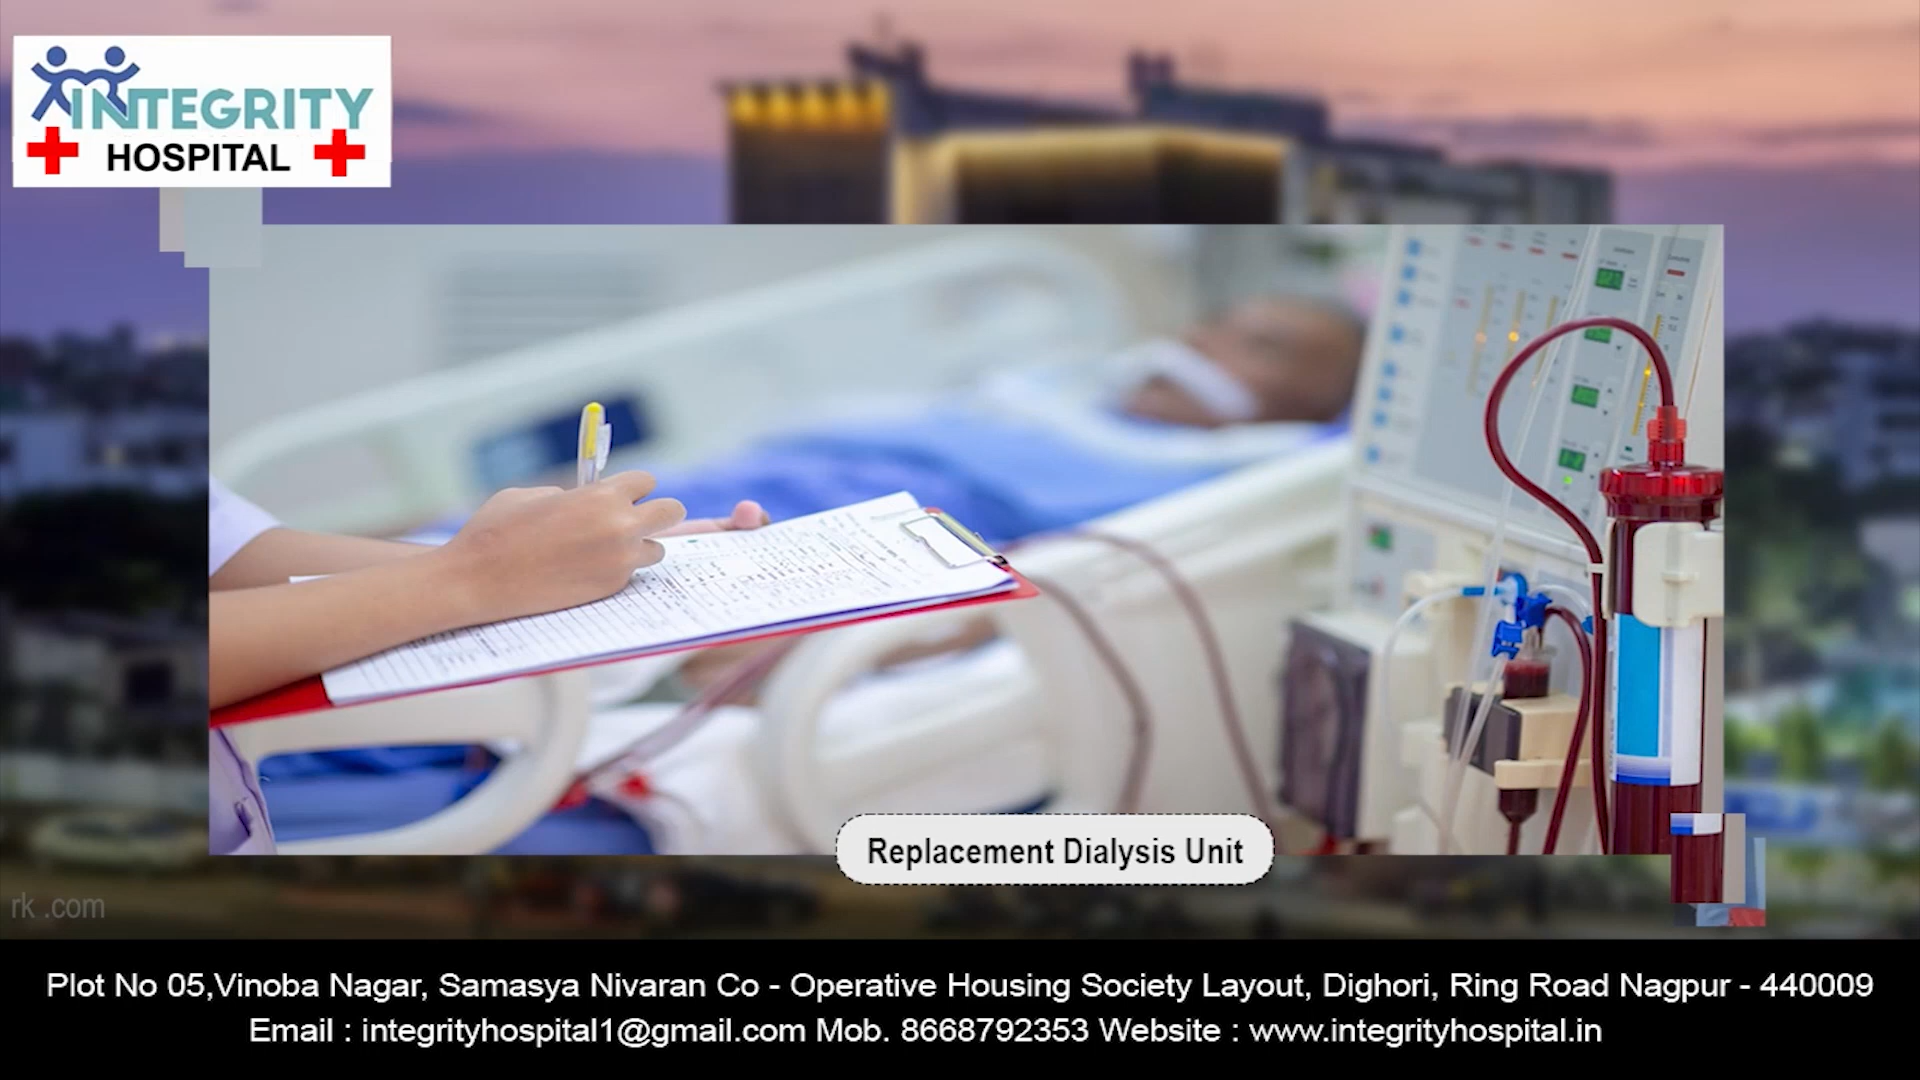 INTEGRITY
HOSPITAL
Replacement Dialysis Unit
rk .com
Plot No 05,Vinoba Nagar, Samasya Nivaran Co - Operative Housing Society Layout, Dighori, Ring Road Nagpur - 440009
Email : integrityhospital1@gmail.com Mob. 8668792353 Website : www.integrityhospital.in